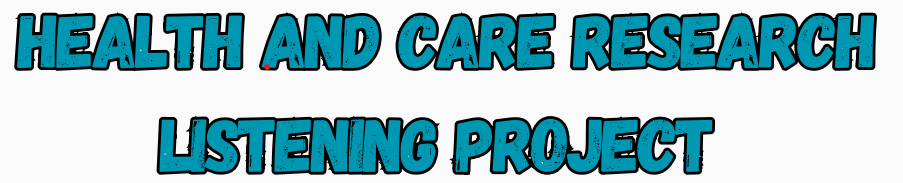 HEALTH AND CARE RESEARCH
LISTENING PROJECT